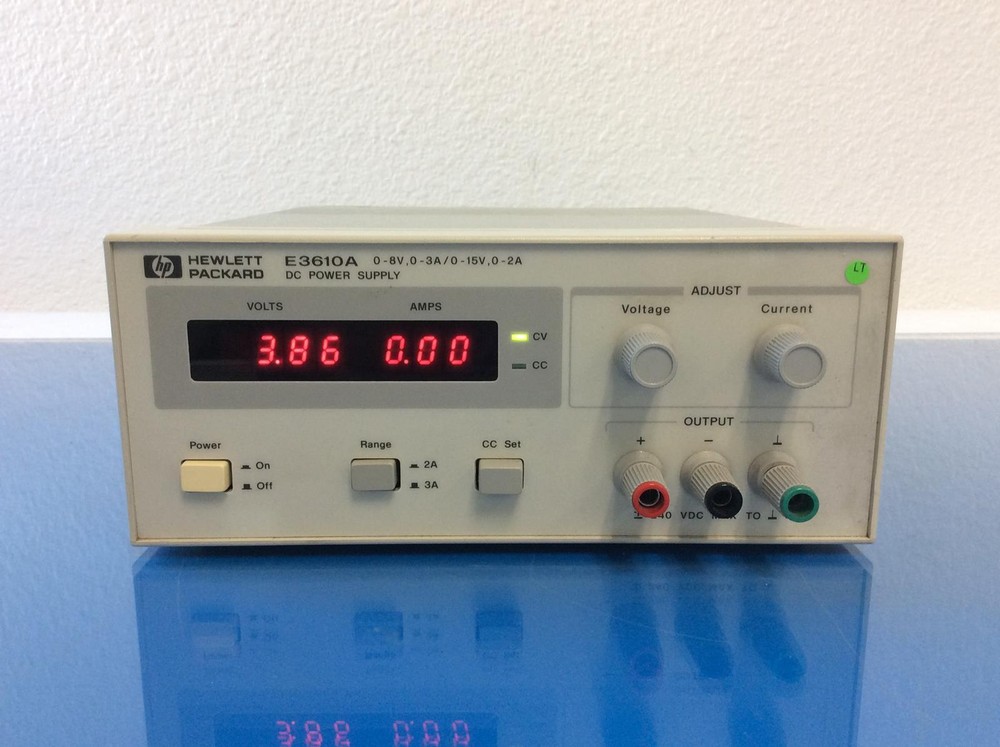 hp HEWLETT PACKARD E3610A 0-8V,0-3A/0-15V,0-2A
DC POWER SUPPLY
LT
VOLTS AMPS
3.86 0.00
CV
CC
ADJUST
Voltage Current
Power
On
Off
Range
2A
3A
CC Set
OUTPUT
+ − ⊥
40 VDC TO ⊥